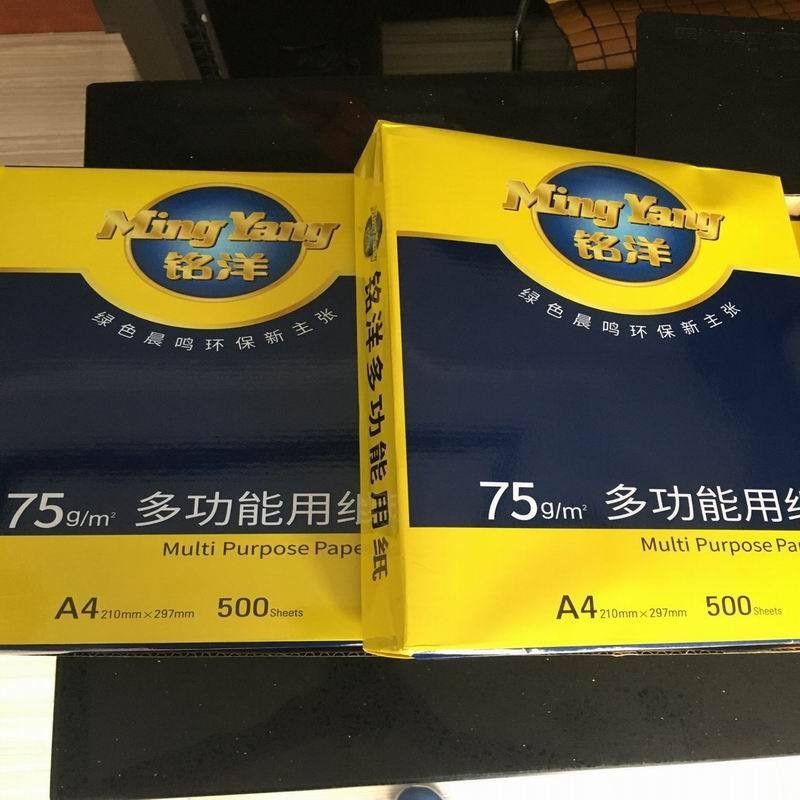 Ming Yang
铭洋
绿色晨鸣环保新主张
75g/m² 多功能用纸
Multi Purpose Pape
A4 210mm×297mm 500 Sheets
铭洋多功能用纸
Ming Yang
铭洋
绿色晨鸣环保新主张
75g/m² 多功能用纸
Multi Purpose Pa
A4 210mm×297mm 500 Sheets